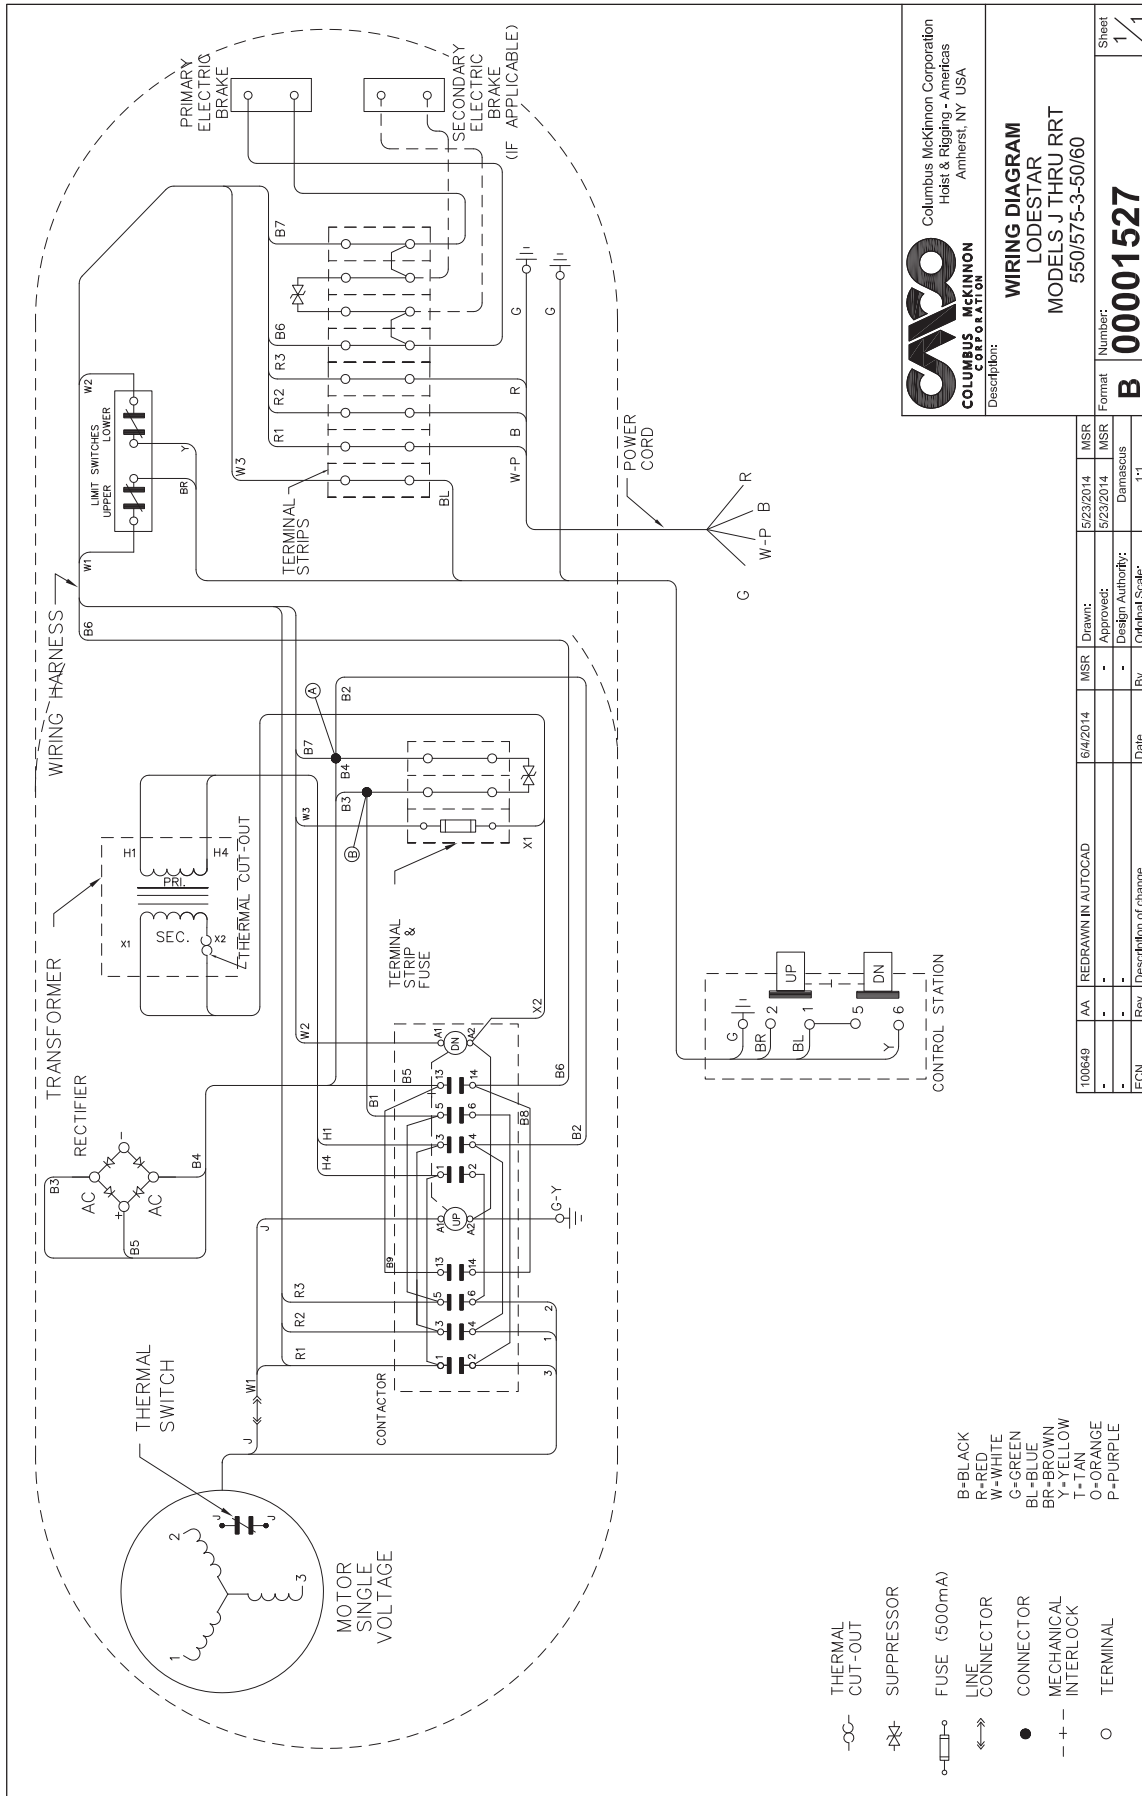 PRIMARY
ELECTRIC
BRAKE
SECONDARY
ELECTRIC
BRAKE
(IF APPLICABLE)
W2
LIMIT SWITCHES
UPPER
LOWER
W1
Y
BR
W3
R1
R2
R3
B6
B7
TERMINAL
STRIPS
BL
W-P
B
R
G
G
POWER
CORD
R
B
W-P
G
WIRING HARNESS
B6
A
B2
B7
B4
B3
W3
B
X1
TERMINAL
STRIP &
FUSE
TRANSFORMER
H1
H4
PRI.
SEC.
X1
X2
THERMAL CUT-OUT
RECTIFIER
B3
AC
-
+
AC
B4
B5
THERMAL
SWITCH
J
W1
J
R1
R2
R3
H4
H1
B1
B5
W2
X2
CONTACTOR
1
3
5
13
A1
1
3
5
13
A1
UP
DN
2
4
6
14
A2
2
4
6
14
A2
B9
B8
B6
B2
G-Y
3
1
2
MOTOR
SINGLE
VOLTAGE
1
2
3
J
J
UP
DN
G
BR
2
BL
1
5
Y
6
CONTROL STATION
THERMAL
CUT-OUT
SUPPRESSOR
FUSE (500mA)
LINE
CONNECTOR
CONNECTOR
MECHANICAL
INTERLOCK
TERMINAL
B=BLACK
R=RED
W=WHITE
G=GREEN
BL=BLUE
BR=BROWN
Y=YELLOW
T=TAN
O=ORANGE
P=PURPLE
COLUMBUS McKINNON
CORPORATION
Columbus McKinnon Corporation
Hoist & Rigging - Americas
Amherst, NY USA
Description:
WIRING DIAGRAM
LODESTAR
MODELS J THRU RRT
550/575-3-50/60
Format
B
Number:
00001527
Sheet
1/1
100649 AA REDRAWN IN AUTOCAD 6/4/2014 MSR
Drawn: 5/23/2014 MSR
- - - - -
Approved: 5/23/2014 MSR
- - - - -
Design Authority: Damascus
ECN Rev Description of change Date By
Original Scale: 1:1